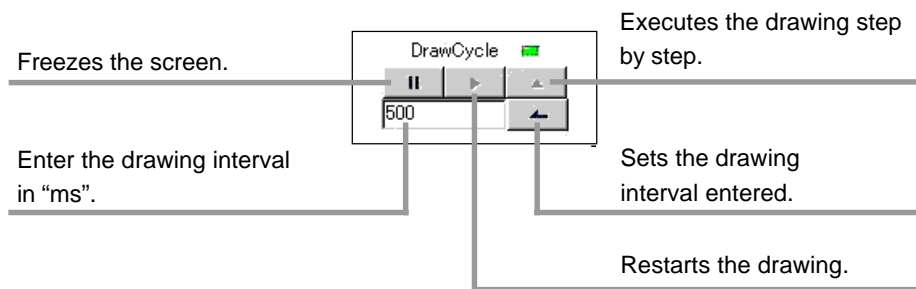 Executes the drawing step
by step.
Freezes the screen.
DrawCycle
500
Enter the drawing interval
in “ms”.
Sets the drawing
interval entered.
Restarts the drawing.